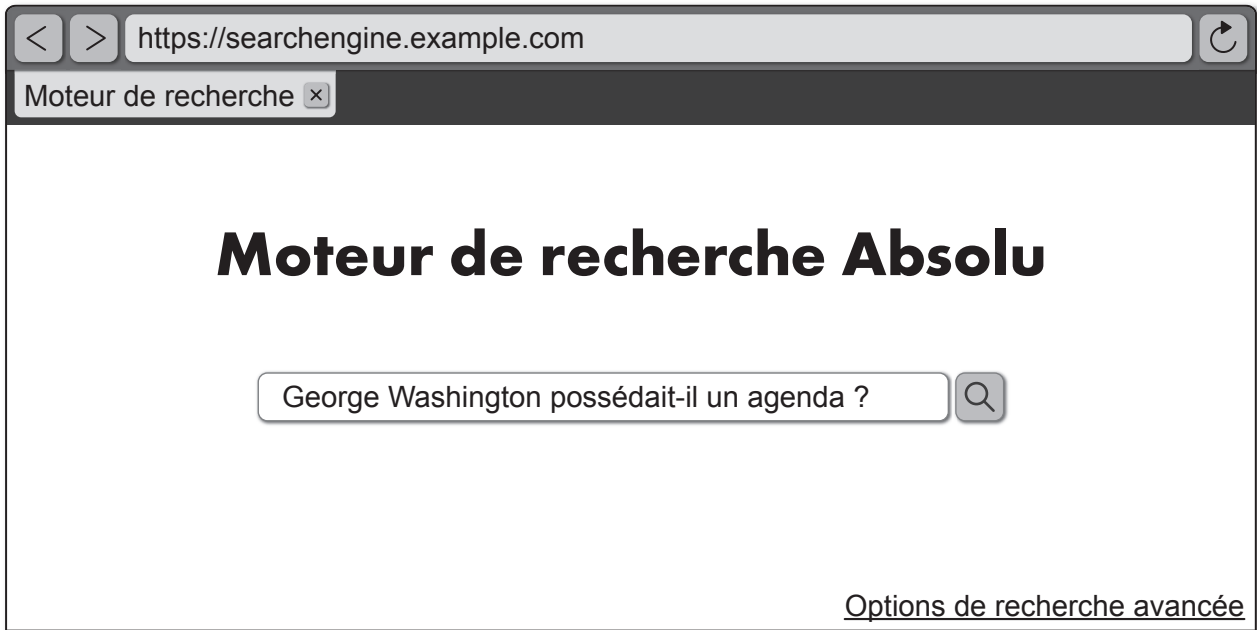 https://searchengine.example.com
Moteur de recherche
Moteur de recherche Absolu
George Washington possédait-il un agenda ?
Options de recherche avancée